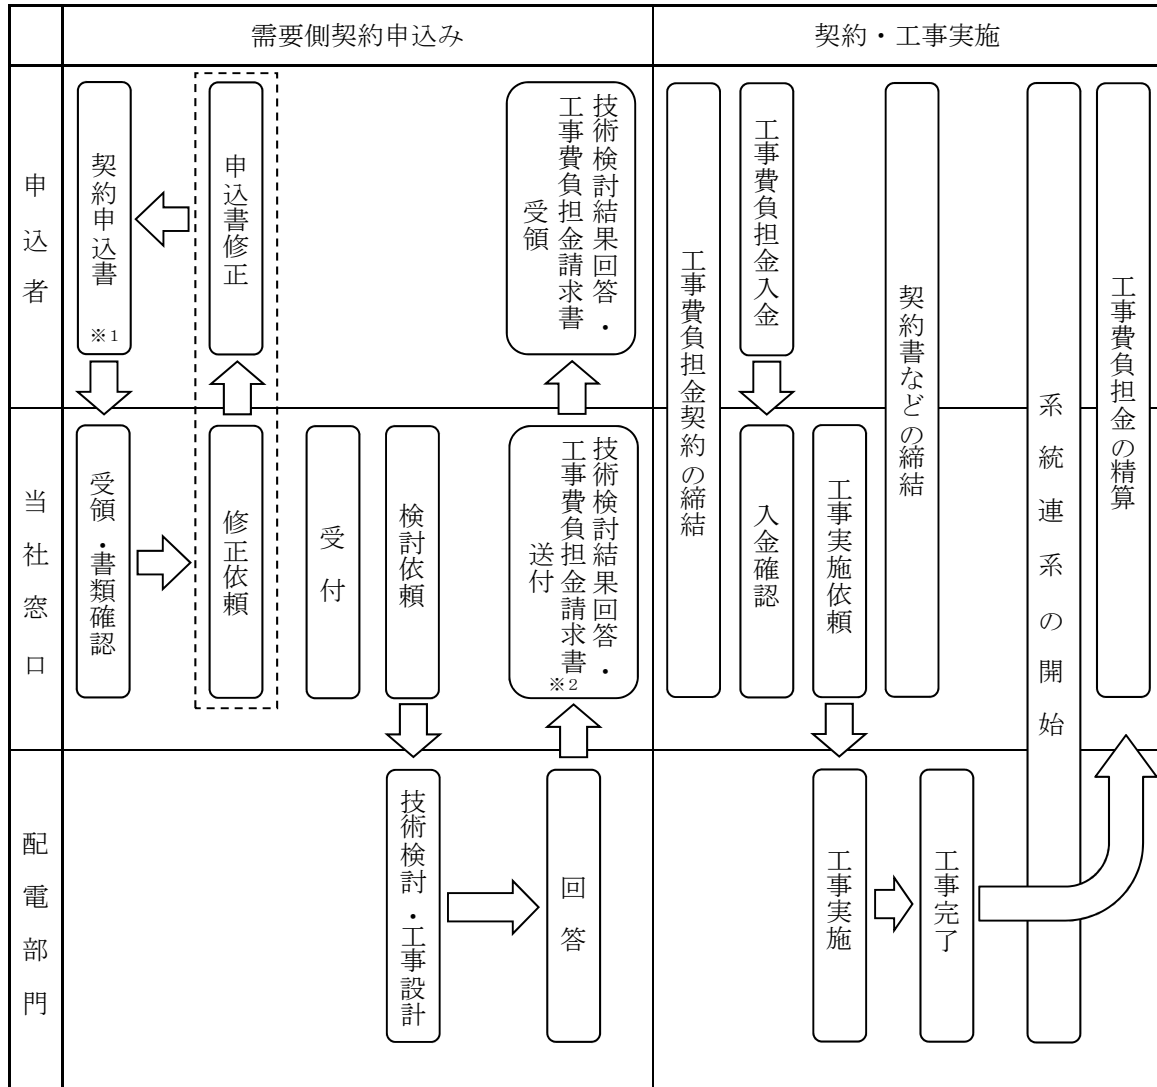 需要側契約申込み
契約・工事実施
申込者
契約申込書
※1
申込書修正
技術検討結果回答・
工事費負担金請求書
受領
工事費負担金契約の締結
工事費負担金入金
契約書などの締結
系統連系の開始
工事費負担金の精算
当社窓口
受領・書類確認
修正依頼
受付
検討依頼
技術検討結果回答・
工事費負担金請求書
※2
送付
入金確認
工事実施依頼
配電部門
技術検討・工事設計
回答
工事実施
工事完了